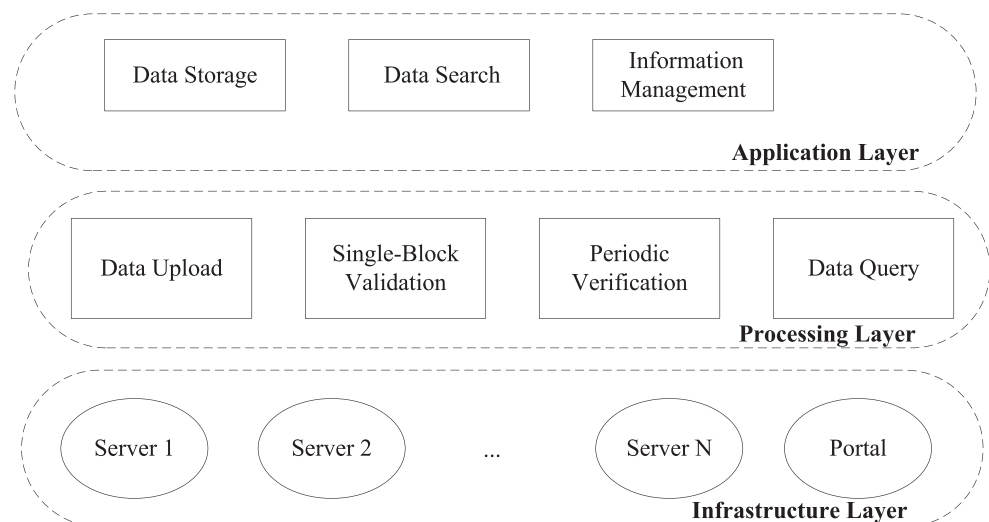 Data Storage
Data Search
Information
Management
Application Layer
Data Upload
Single-Block
Validation
Periodic
Verification
Data Query
Processing Layer
Server 1
Server 2
...
Server N
Portal
Infrastructure Layer